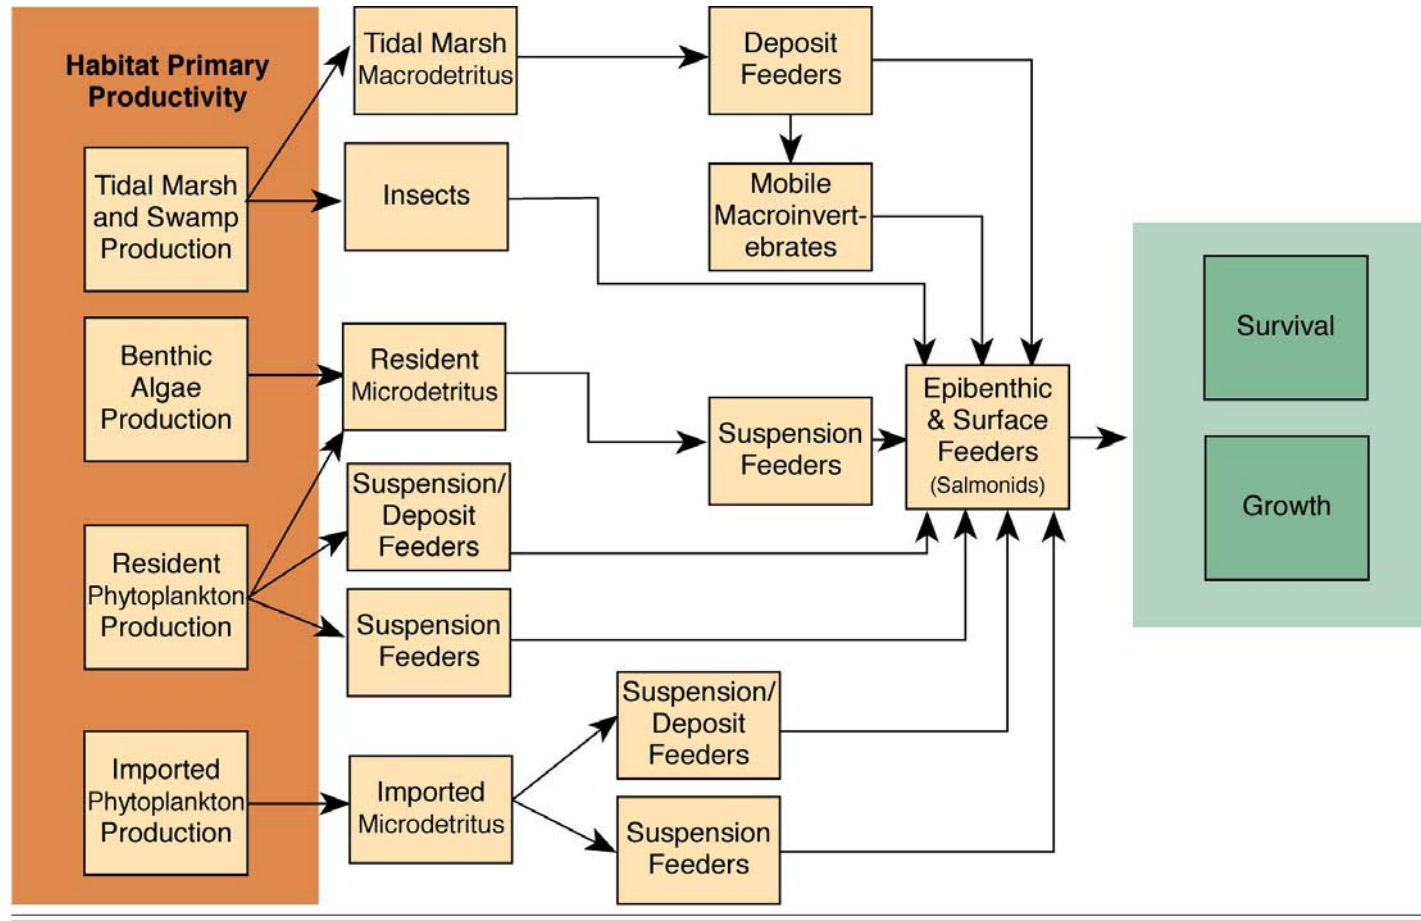 Habitat Primary
Productivity
Tidal Marsh
and Swamp
Production
Benthic
Algae
Production
Resident
Phytoplankton
Production
Imported
Phytoplankton
Production
Tidal Marsh
Macrodetritus
Insects
Resident
Microdetritus
Suspension/
Deposit
Feeders
Suspension
Feeders
Imported
Microdetritus
Suspension/
Deposit
Feeders
Suspension
Feeders
Deposit
Feeders
Mobile
Macroinvert-
ebrates
Suspension
Feeders
Epibenthic
& Surface
Feeders
(Salmonids)
Survival
Growth